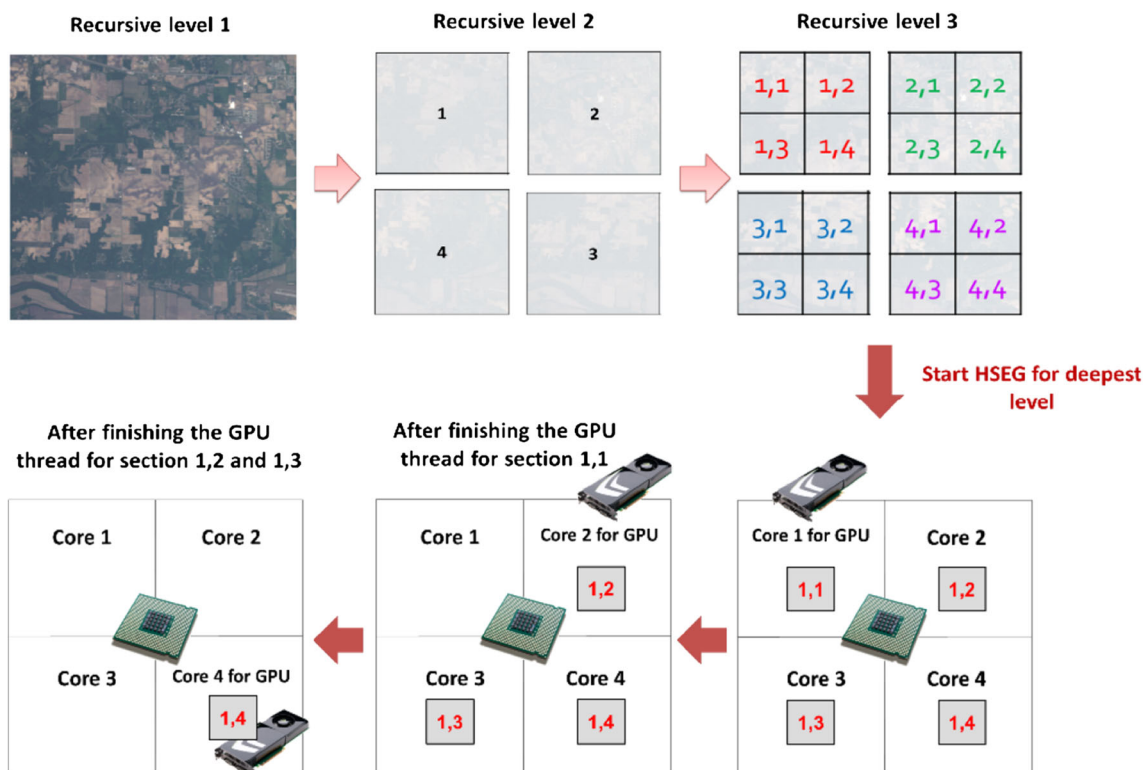 Recursive level 1
Recursive level 2
Recursive level 3
1
2
4
3
1,1 1,2
1,3 1,4
2,1 2,2
2,3 2,4
3,1 3,2
3,3 3,4
4,1 4,2
4,3 4,4
Start HSEG for deepest
level
Core 1 for GPU
1,1
Core 2
1,2
Core 3
1,3
Core 4
1,4
After finishing the GPU
thread for section 1,1
Core 1
Core 2 for GPU
1,2
Core 3
1,3
Core 4
1,4
After finishing the GPU
thread for section 1,2 and 1,3
Core 1
Core 2
Core 3
Core 4 for GPU
1,4